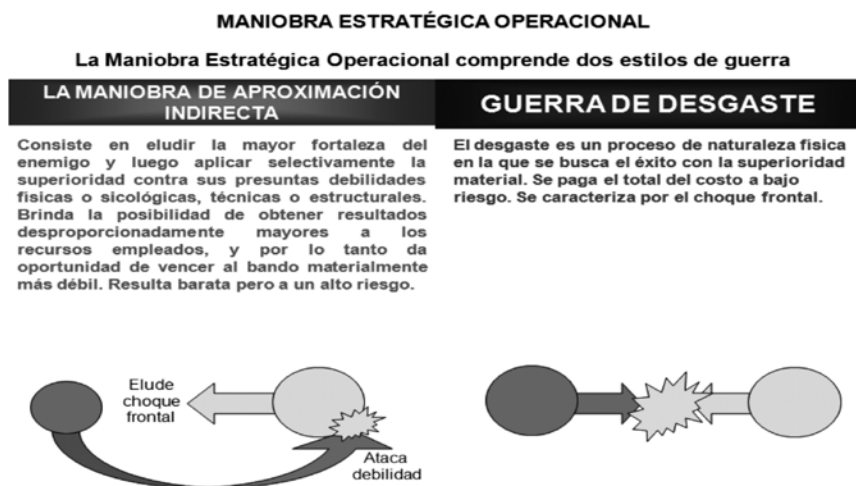 MANIOBRA ESTRATÉGICA OPERACIONAL
La Maniobra Estratégica Operacional comprende dos estilos de guerra
LA MANIOBRA DE APROXIMACIÓN
INDIRECTA
Consiste en eludir la mayor fortaleza del
enemigo y luego aplicar selectivamente la
superioridad contra sus presuntas debilidades
físicas o sicológicas, técnicas o estructurales.
Brinda la posibilidad de obtener resultados
desproporcionadamente mayores a los
recursos empleados, y por lo tanto da
oportunidad de vencer al bando materialmente
más débil. Resulta barata pero a un alto riesgo.
Elude
choque
frontal
Ataca
debilidad
GUERRA DE DESGASTE
El desgaste es un proceso de naturaleza física
en la que se busca el éxito con la superioridad
material. Se paga el total del costo a bajo
riesgo. Se caracteriza por el choque frontal.